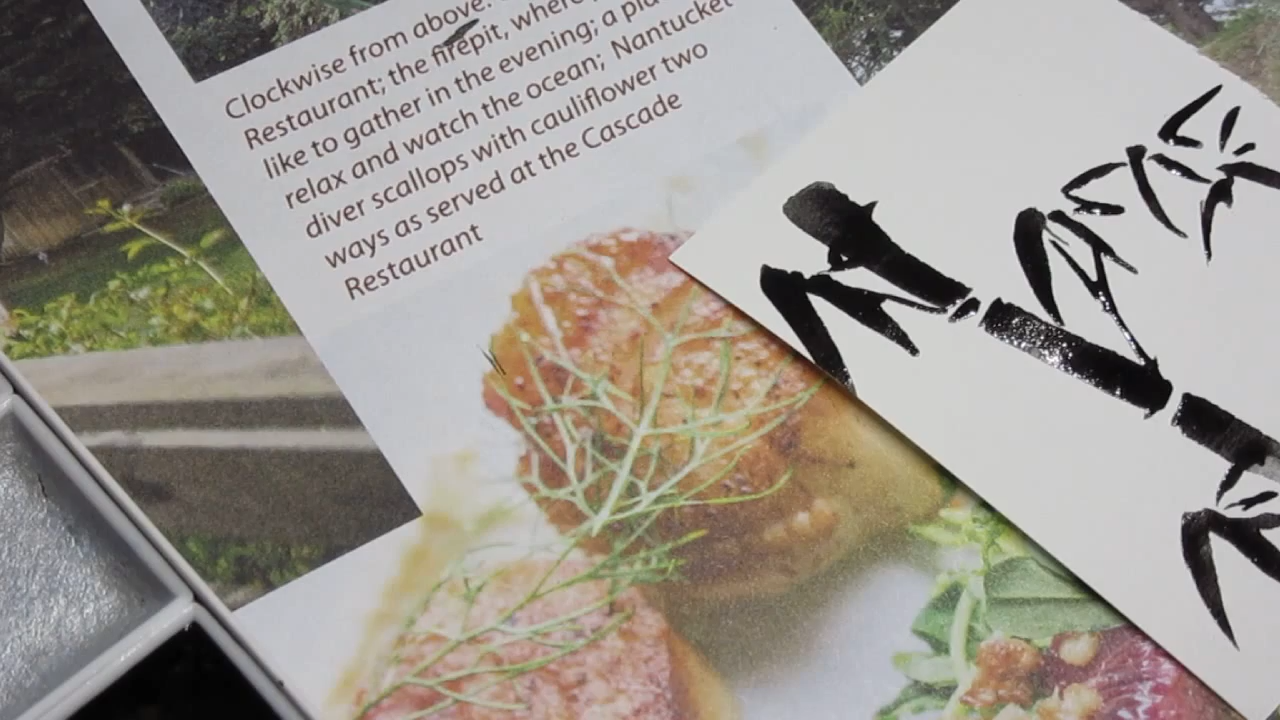 Clockwise from above:
Restaurant; the firepit, where
like to gather in the evening; a
relax and watch the ocean; Nantucket
diver scallops with cauliflower two
ways as served at the Cascade
Restaurant